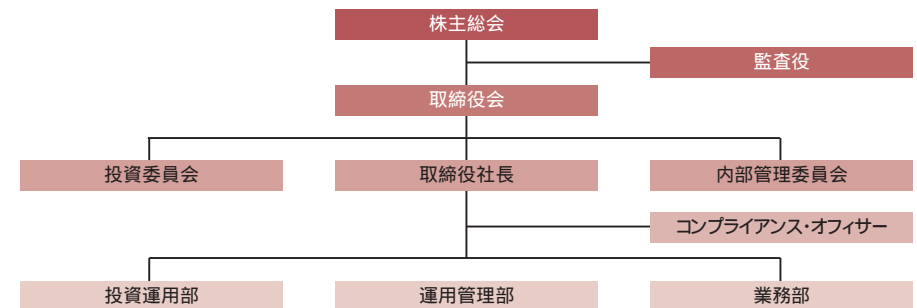 株主総会
監査役
取締役会
投資委員会
取締役社長
内部管理委員会
コンプライアンス・オフィサー
投資運用部
運用管理部
業務部